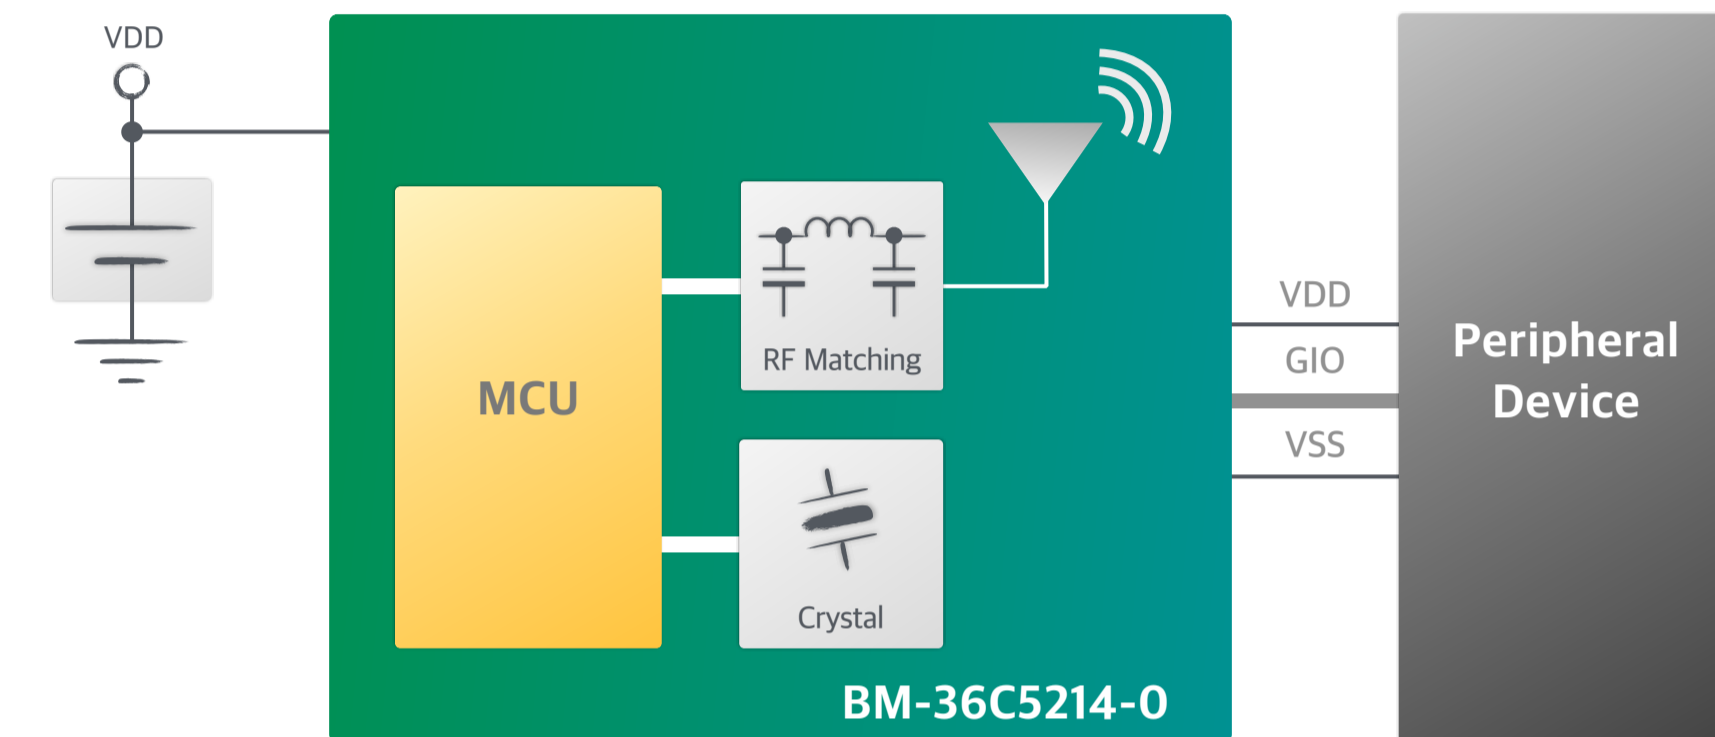 VDD
MCU
RF Matching
Crystal
BM-36C5214-0
VDD
GIO
VSS
Peripheral
Device